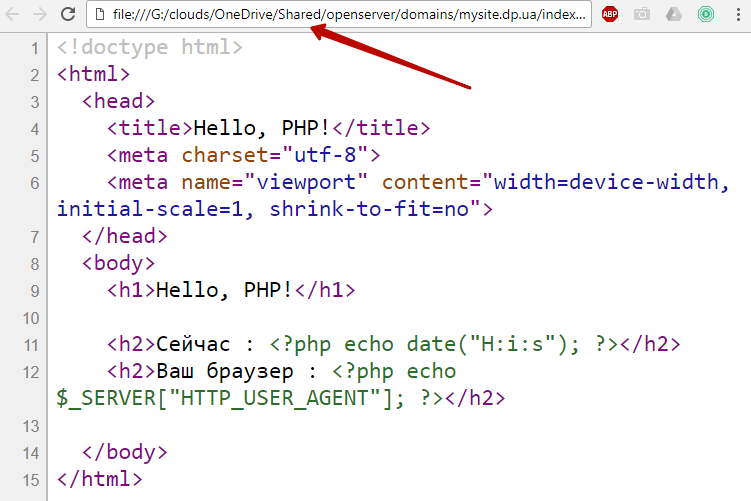 file:///G:/clouds/OneDrive/Shared/openserver/domains/mysite.dp.ua/index...
ABP
1 <!doctype html>
2 <html>
3 <head>
4 <title>Hello, PHP!</title>
5 <meta charset="utf-8">
6 <meta name="viewport" content="width=device-width,
initial-scale=1, shrink-to-fit=no">
7 </head>
8 <body>
9 <h1>Hello, PHP!</h1>
10
11 <h2>Сейчас : <?php echo date("H:i:s"); ?></h2>
12 <h2>Ваш браузер : <?php echo
$_SERVER["HTTP_USER_AGENT"]; ?></h2>
13
14 </body>
15 </html>